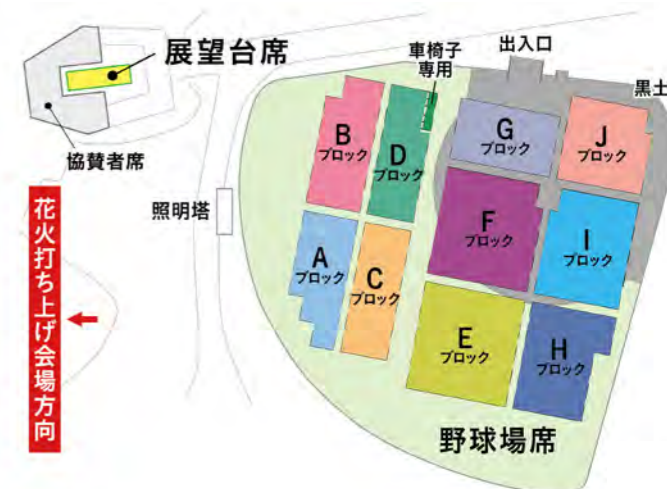 展望台席
協賛者席
花火打ち上げ会場方向
照明塔
車椅子
専用
出入口
黒土
B
ブロック
D
ブロック
G
ブロック
J
ブロック
A
ブロック
C
ブロック
F
ブロック
I
ブロック
E
ブロック
H
ブロック
野球場席